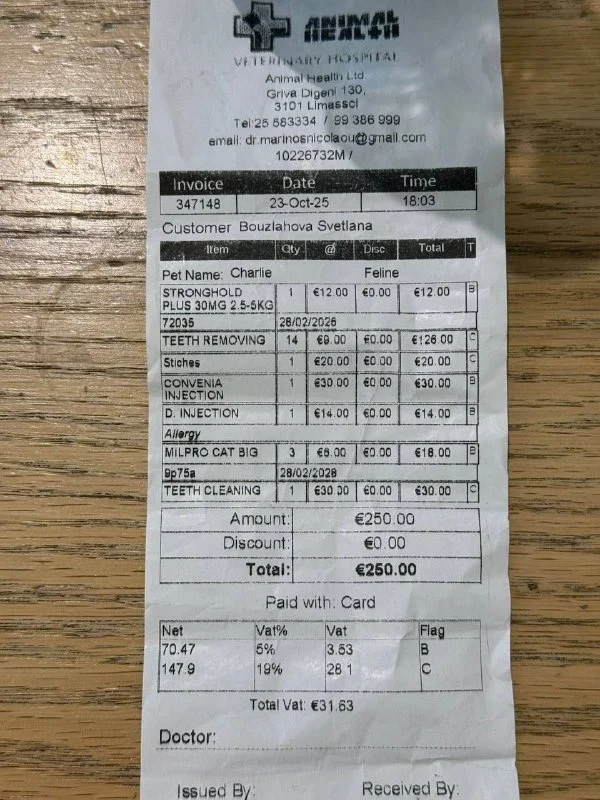 ANIMAL
HEALTH
VETERINARY HOSPITAL
Animal Health Ltd
Griva Digeni 130,
3101 Limassol
Tel:25 583334 / 99 386 999
email: dr.marinosnicolaou@gmail.com
10226732M /
Invoice Date Time
347148 23-Oct-25 18:03
Customer Bouzlahova Svetlana
Item Qty @ Disc Total T
Pet Name: Charlie Feline
STRONGHOLD 1 €12.00 €0.00 €12.00 B
PLUS 30MG 2.5-5KG
72035 28/02/2026
TEETH REMOVING 14 €9.00 €0.00 €126.00 C
Stiches 1 €20.00 €0.00 €20.00 C
CONVENIA 1 €30.00 €0.00 €30.00 B
INJECTION
D. INJECTION 1 €14.00 €0.00 €14.00 B
Allergy
MILPRO CAT BIG 3 €6.00 €0.00 €18.00 B
9p75a 28/02/2026
TEETH CLEANING 1 €30.00 €0.00 €30.00 C
Amount: €250.00
Discount: €0.00
Total: €250.00
Paid with: Card
Net Vat% Vat Flag
70.47 5% 3.53 B
147.9 19% 28.1 C
Total Vat: €31.63
Doctor:
Issued By: Received By: